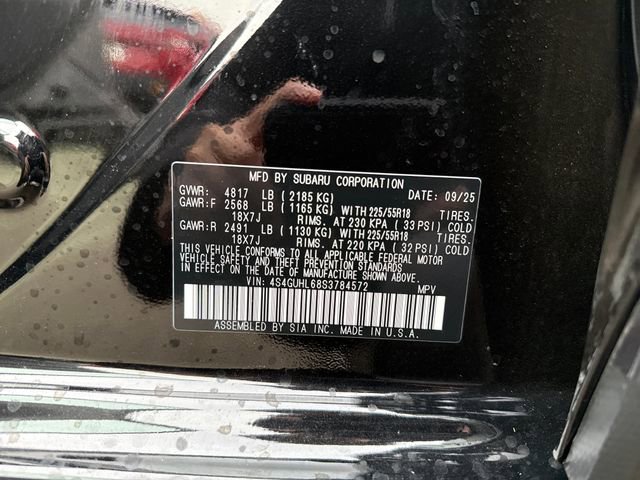 MFD BY SUBARU CORPORATION
GVWR: 4817 LB (2185 KG) DATE: 09/25
GAWR:F 2568 LB (1165 KG) WITH 225/55R18 TIRES.
18X7J RIMS. AT 230 KPA (33 PSI) COLD
GAWR:R 2491 LB (1130 KG) WITH 225/55R18 TIRES.
18X7J RIMS. AT 220 KPA (32 PSI) COLD
THIS VEHICLE CONFORMS TO ALL APPLICABLE FEDERAL MOTOR
VEHICLE SAFETY AND THEFT PREVENTION STANDARDS
IN EFFECT ON THE DATE OF MANUFACTURE SHOWN ABOVE.
VIN: 4S4GUHL68S3784572 MPV
ASSEMBLED BY SIA INC. MADE IN U.S.A.